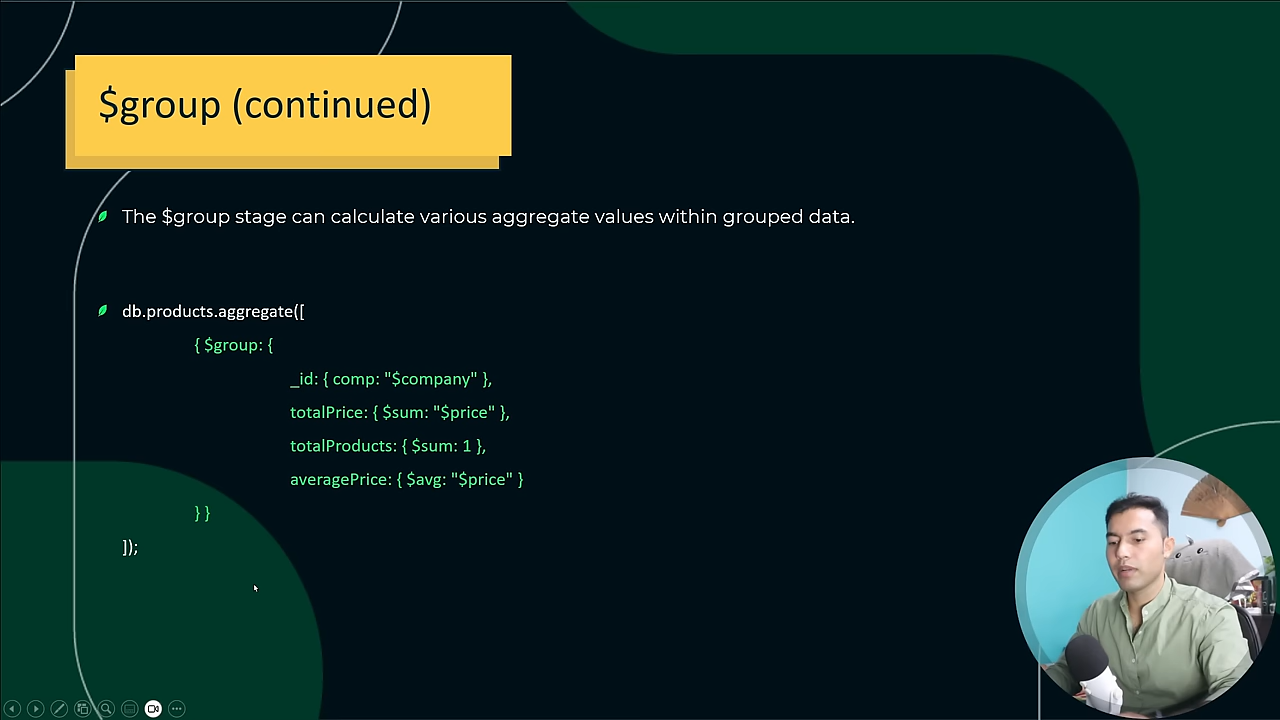 $group (continued)
The $group stage can calculate various aggregate values within grouped data.
db.products.aggregate([
{ $group: {
_id: { comp: "$company" },
totalPrice: { $sum: "$price" },
totalProducts: { $sum: 1 },
averagePrice: { $avg: "$price" }
} }
]);